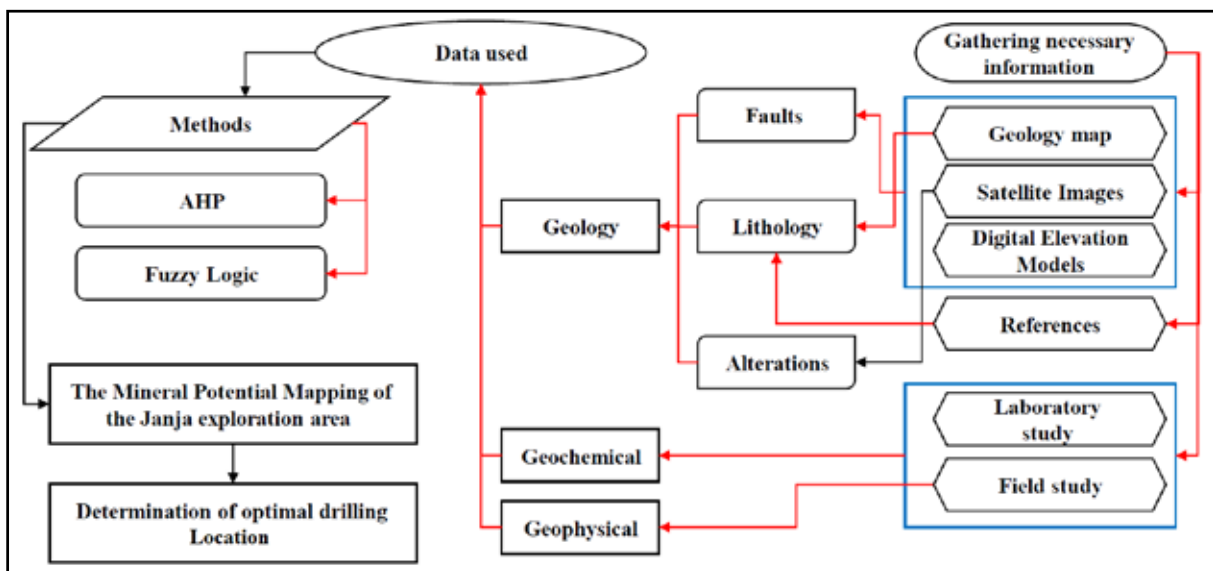 Data used
Gathering necessary
information
Methods
Faults
Geology map
AHP
Satellite Images
Geology
Lithology
Fuzzy Logic
Digital Elevation
Models
References
Alterations
The Mineral Potential Mapping of
the Janja exploration area
Laboratory
study
Geochemical
Field study
Determination of optimal drilling
Location
Geophysical